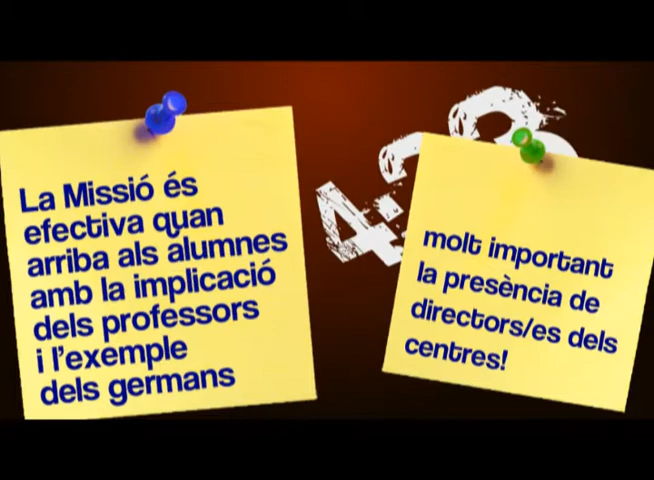 La Missió és
efectiva quan
arriba als alumnes
amb la implicació
dels professors
i l'exemple
dels germans
4:
molt important
la presència de
directors/es dels
centres!